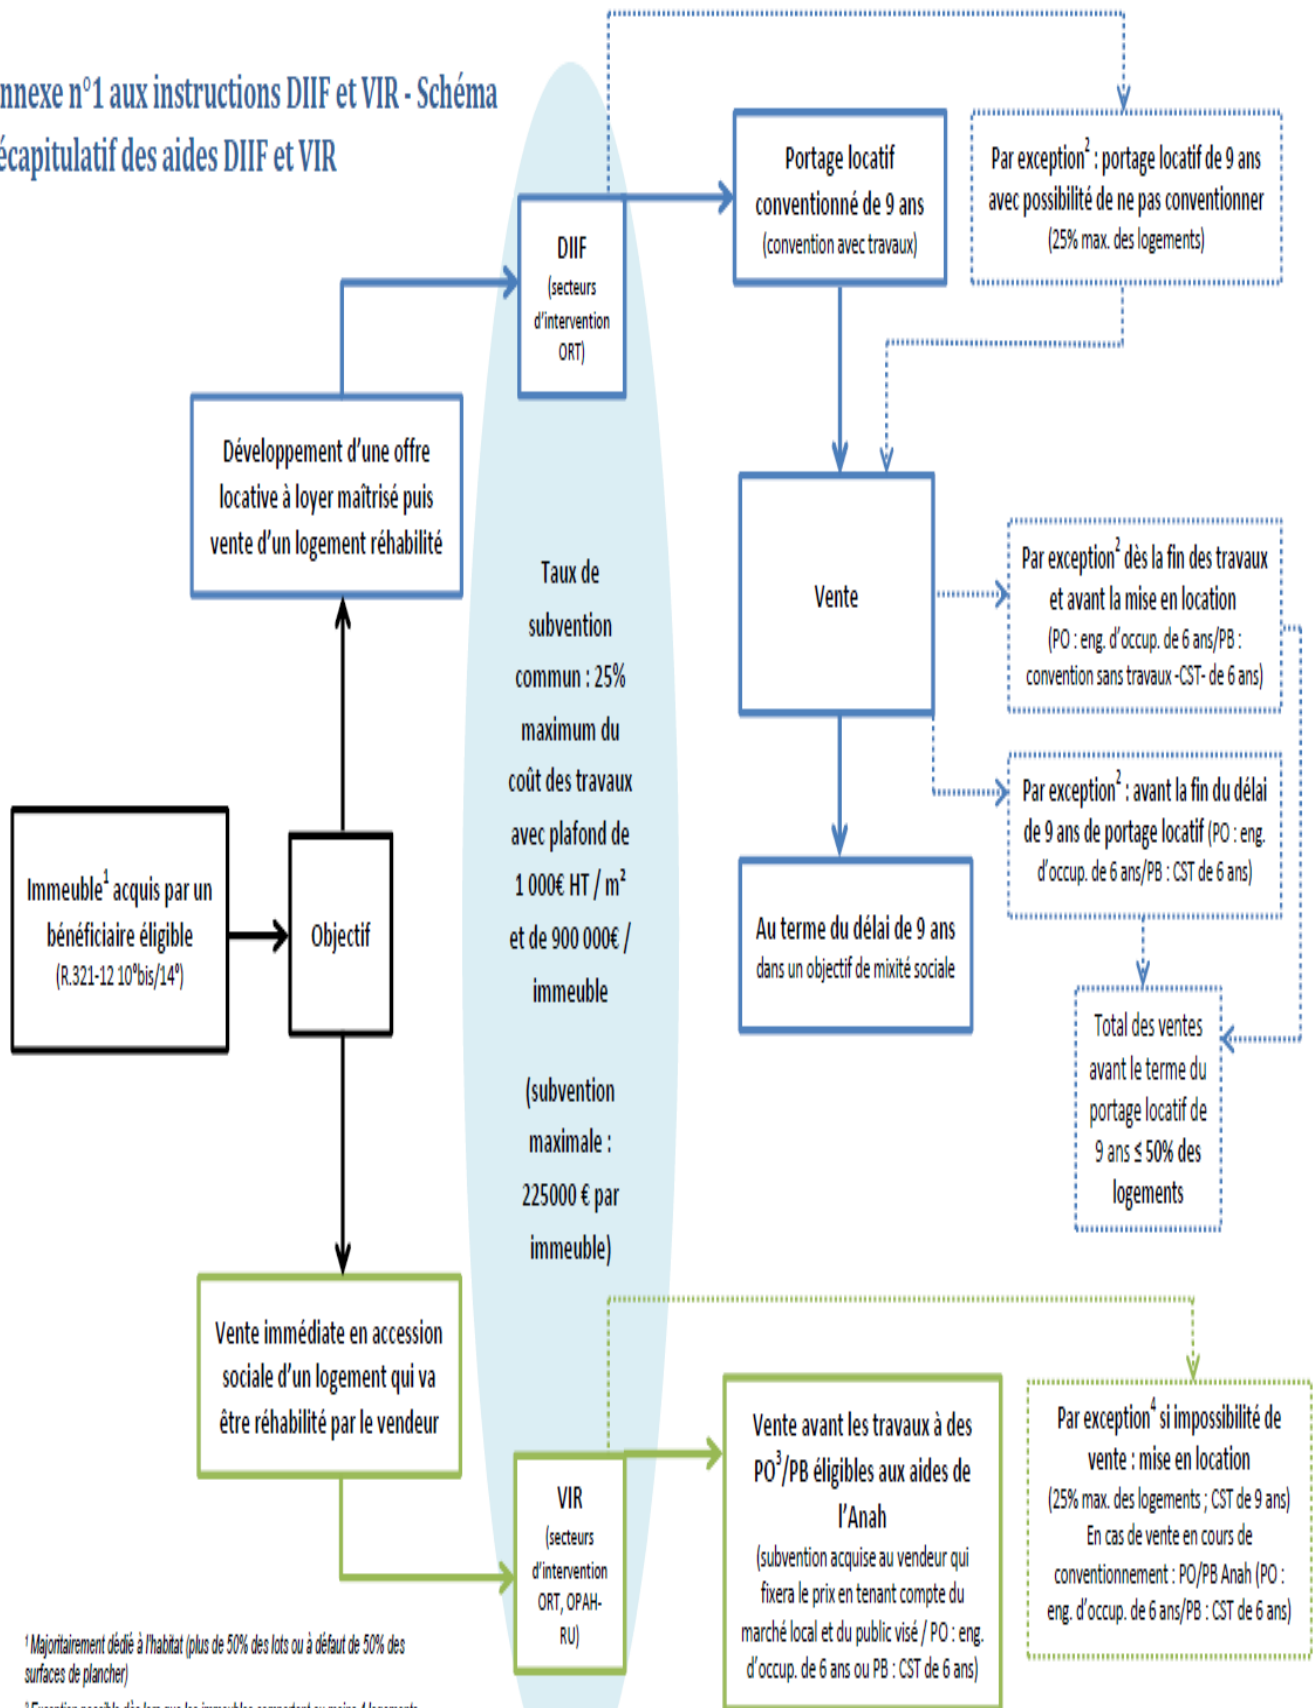 nnexe n°1 aux instructions DIIF et VIR - Schéma
écapitulatif des aides DIIF et VIR
Portage locatif
conventionné de 9 ans
(convention avec travaux)
Par exception² : portage locatif de 9 ans
avec possibilité de ne pas conventionner
(25% max. des logements)
DIIF
(secteurs
d'intervention
ORT)
Développement d'une offre
locative à loyer maîtrisé puis
vente d'un logement réhabilité
Vente
Par exception² dès la fin des travaux
et avant la mise en location
(PO : eng. d'occup. de 6 ans/PB :
convention sans travaux -CST- de 6 ans)
Par exception² : avant la fin du délai
de 9 ans de portage locatif (PO : eng.
d'occup. de 6 ans/PB : CST de 6 ans)
Au terme du délai de 9 ans
dans un objectif de mixité sociale
Total des ventes
avant le terme du
portage locatif de
9 ans ≤ 50% des
logements
Taux de
subvention
commun : 25%
maximum du
coût des travaux
avec plafond de
1 000€ HT / m²
et de 900 000€ /
immeuble
(subvention
maximale :
225000 € par
immeuble)
Immeuble¹ acquis par un
bénéficiaire éligible
(R.321-12 10°bis/14°)
Objectif
Vente immédiate en accession
sociale d'un logement qui va
être réhabilité par le vendeur
VIR
(secteurs
d'intervention
ORT, OPAH-
RU)
Vente avant les travaux à des
PO³/PB éligibles aux aides de
l'Anah
(subvention acquise au vendeur qui
fixera le prix en tenant compte du
marché local et du public visé / PO : eng.
d'occup. de 6 ans ou PB : CST de 6 ans)
Par exception⁴ si impossibilité de
vente : mise en location
(25% max. des logements ; CST de 9 ans)
En cas de vente en cours de
conventionnement : PO/PB Anah (PO :
eng. d'occup. de 6 ans/PB : CST de 6 ans)
¹ Majoritairement dédié à l'habitat (plus de 50% des lots ou à défaut de 50% des
surfaces de plancher)
² Exception possible dès lors que les immeubles comportent au moins 4 logements